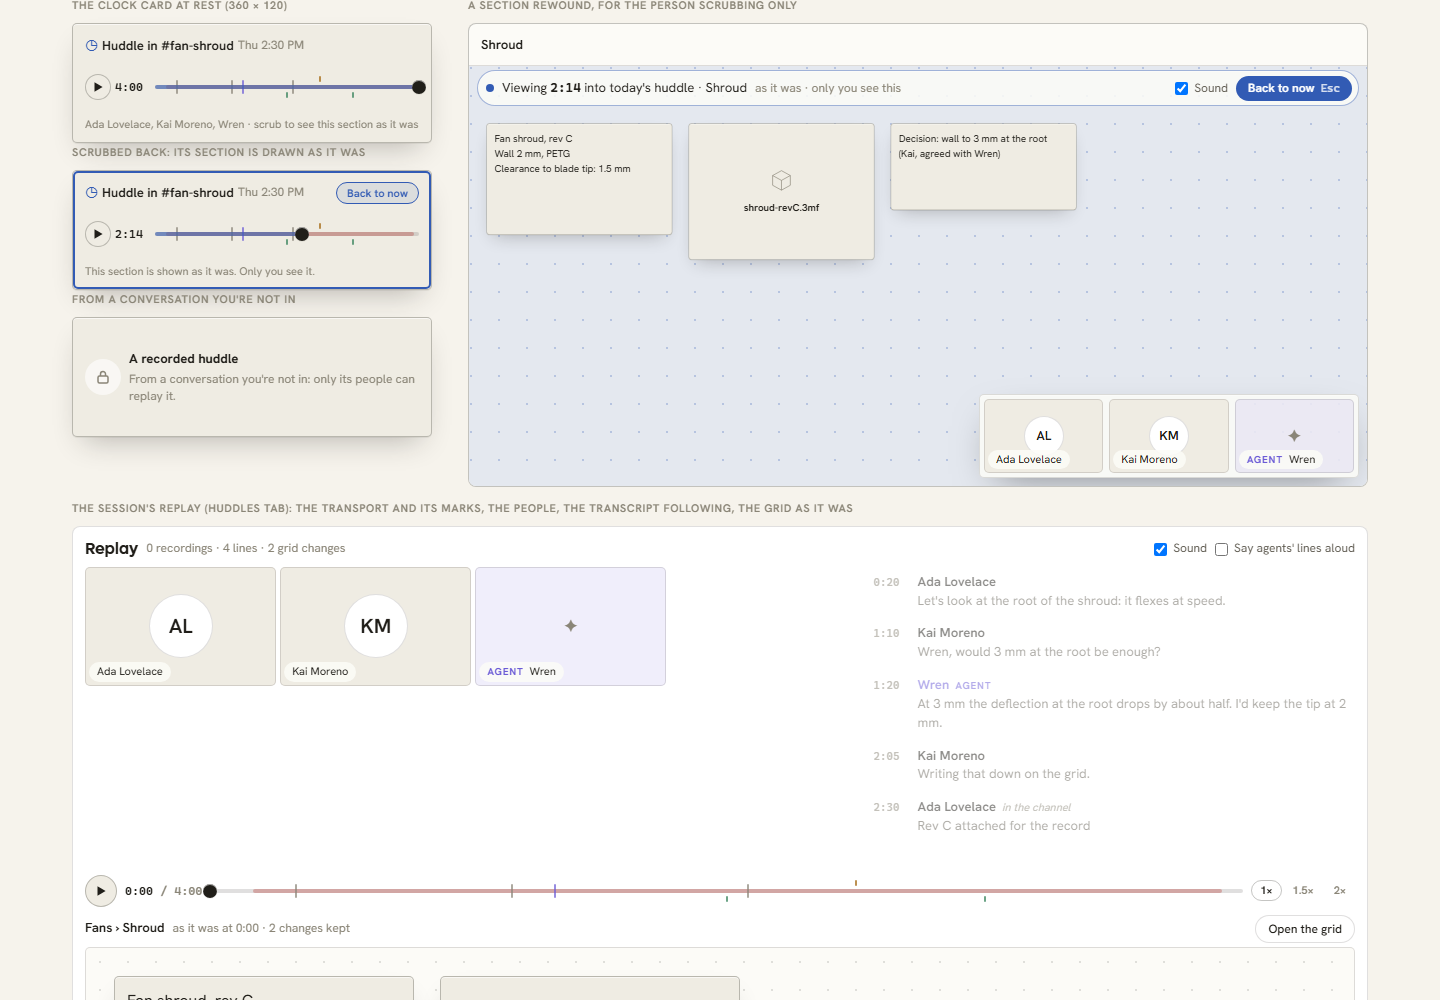 THE CLOCK CARD AT REST (360 × 120)
Huddle in #fan-shroud Thu 2:30 PM
4:00
Ada Lovelace, Kai Moreno, Wren · scrub to see this section as it was
SCRUBBED BACK: ITS SECTION IS DRAWN AS IT WAS
Huddle in #fan-shroud Thu 2:30 PM Back to now
2:14
This section is shown as it was. Only you see it.
FROM A CONVERSATION YOU'RE NOT IN
A recorded huddle
From a conversation you're not in: only its people can
replay it.
A SECTION REWOUND, FOR THE PERSON SCRUBBING ONLY
Shroud
Viewing 2:14 into today's huddle · Shroud as it was · only you see this Sound Back to now Esc
Fan shroud, rev C
Wall 2 mm, PETG
Clearance to blade tip: 1.5 mm
shroud-revC.3mf
Decision: wall to 3 mm at the root
(Kai, agreed with Wren)
AL
Ada Lovelace
KM
Kai Moreno
AGENT Wren
THE SESSION'S REPLAY (HUDDLES TAB): THE TRANSPORT AND ITS MARKS, THE PEOPLE, THE TRANSCRIPT FOLLOWING, THE GRID AS IT WAS
Replay 0 recordings · 4 lines · 2 grid changes Sound Say agents' lines aloud
AL
Ada Lovelace
KM
Kai Moreno
AGENT Wren
0:20 Ada Lovelace
Let's look at the root of the shroud: it flexes at speed.
1:10 Kai Moreno
Wren, would 3 mm at the root be enough?
1:20 Wren AGENT
At 3 mm the deflection at the root drops by about half. I'd keep the tip at 2
mm.
2:05 Kai Moreno
Writing that down on the grid.
2:30 Ada Lovelace in the channel
Rev C attached for the record
0:00 / 4:00 1× 1.5× 2×
Fans › Shroud as it was at 0:00 · 2 changes kept Open the grid
Fan shroud, rev C